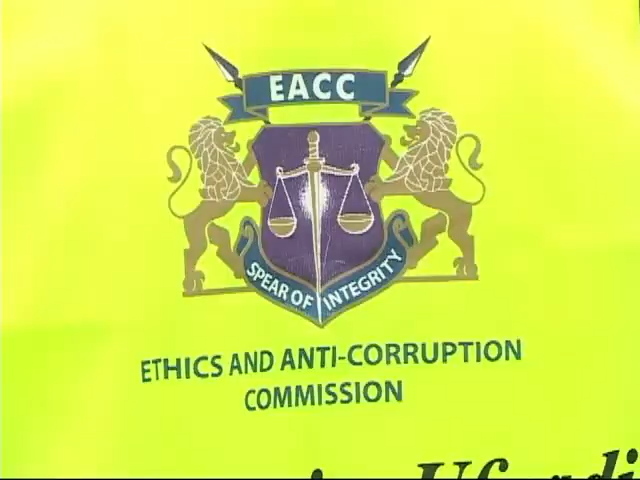 EACC
SPEAR OF INTEGRITY
ETHICS AND ANTI-CORRUPTION
COMMISSION